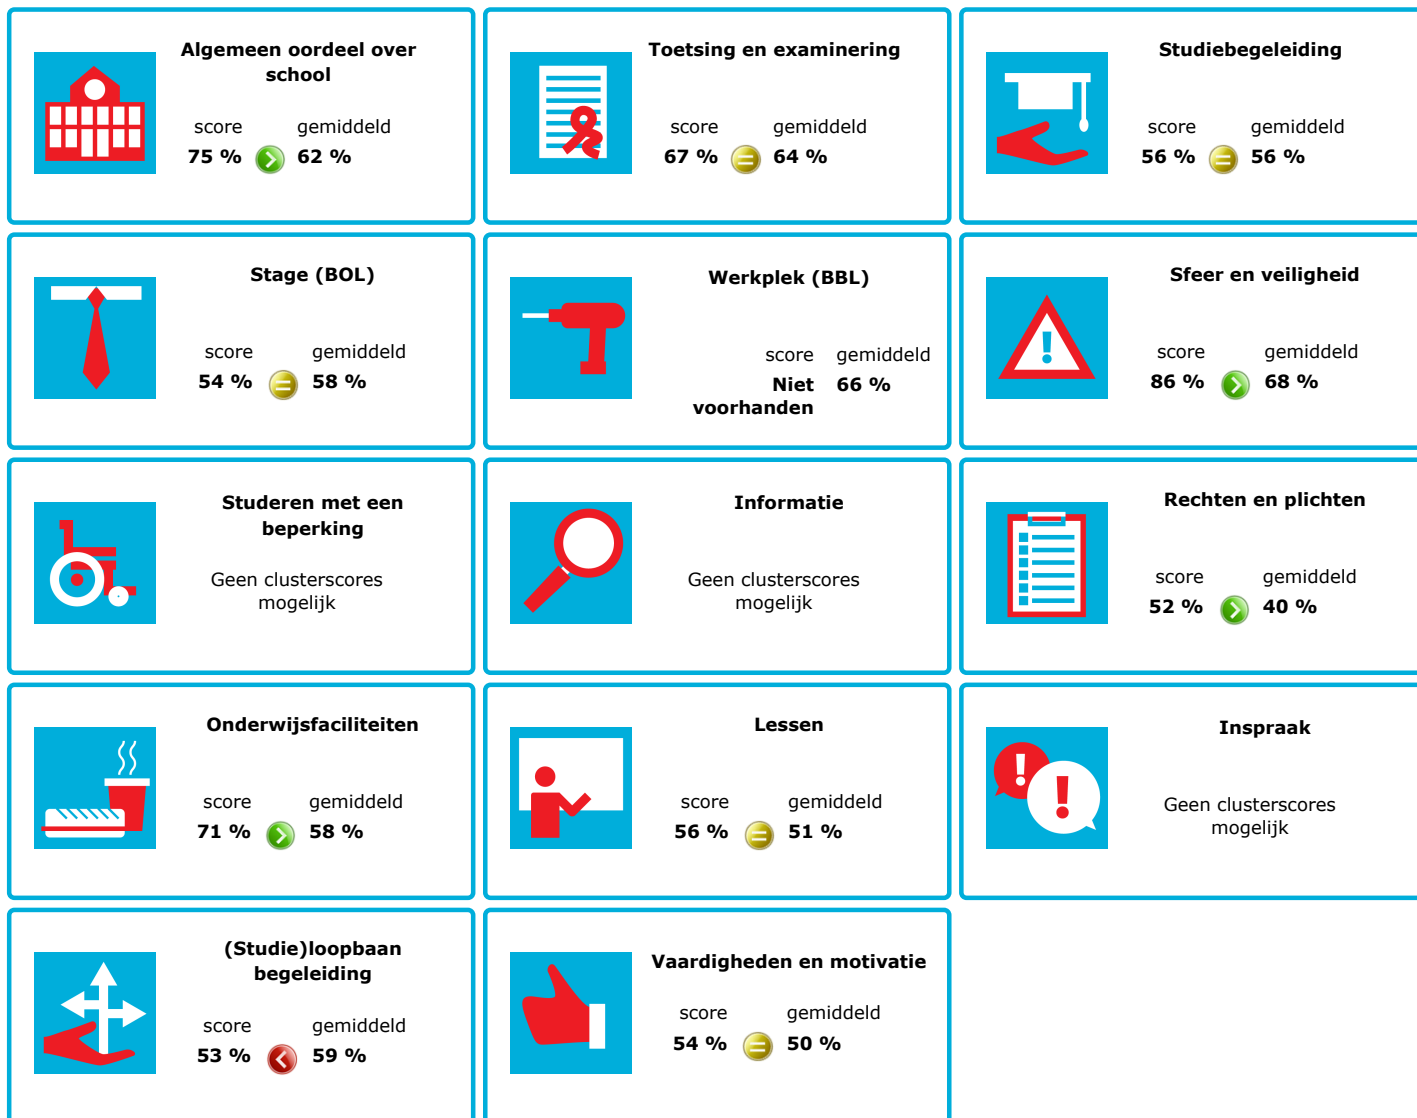 Algemeen oordeel over
school
score gemiddeld
75 % 62 %
Toetsing en examinering
score gemiddeld
67 % 64 %
Studiebegeleiding
score gemiddeld
56 % 56 %
Stage (BOL)
score gemiddeld
54 % 58 %
Werkplek (BBL)
score gemiddeld
Niet 66 %
voorhanden
Sfeer en veiligheid
score gemiddeld
86 % 68 %
Studeren met een
beperking
Geen clusterscores
mogelijk
Informatie
Geen clusterscores
mogelijk
Rechten en plichten
score gemiddeld
52 % 40 %
Onderwijsfaciliteiten
score gemiddeld
71 % 58 %
Lessen
score gemiddeld
56 % 51 %
Inspraak
Geen clusterscores
mogelijk
(Studie)loopbaan
begeleiding
score gemiddeld
53 % 59 %
Vaardigheden en motivatie
score gemiddeld
54 % 50 %